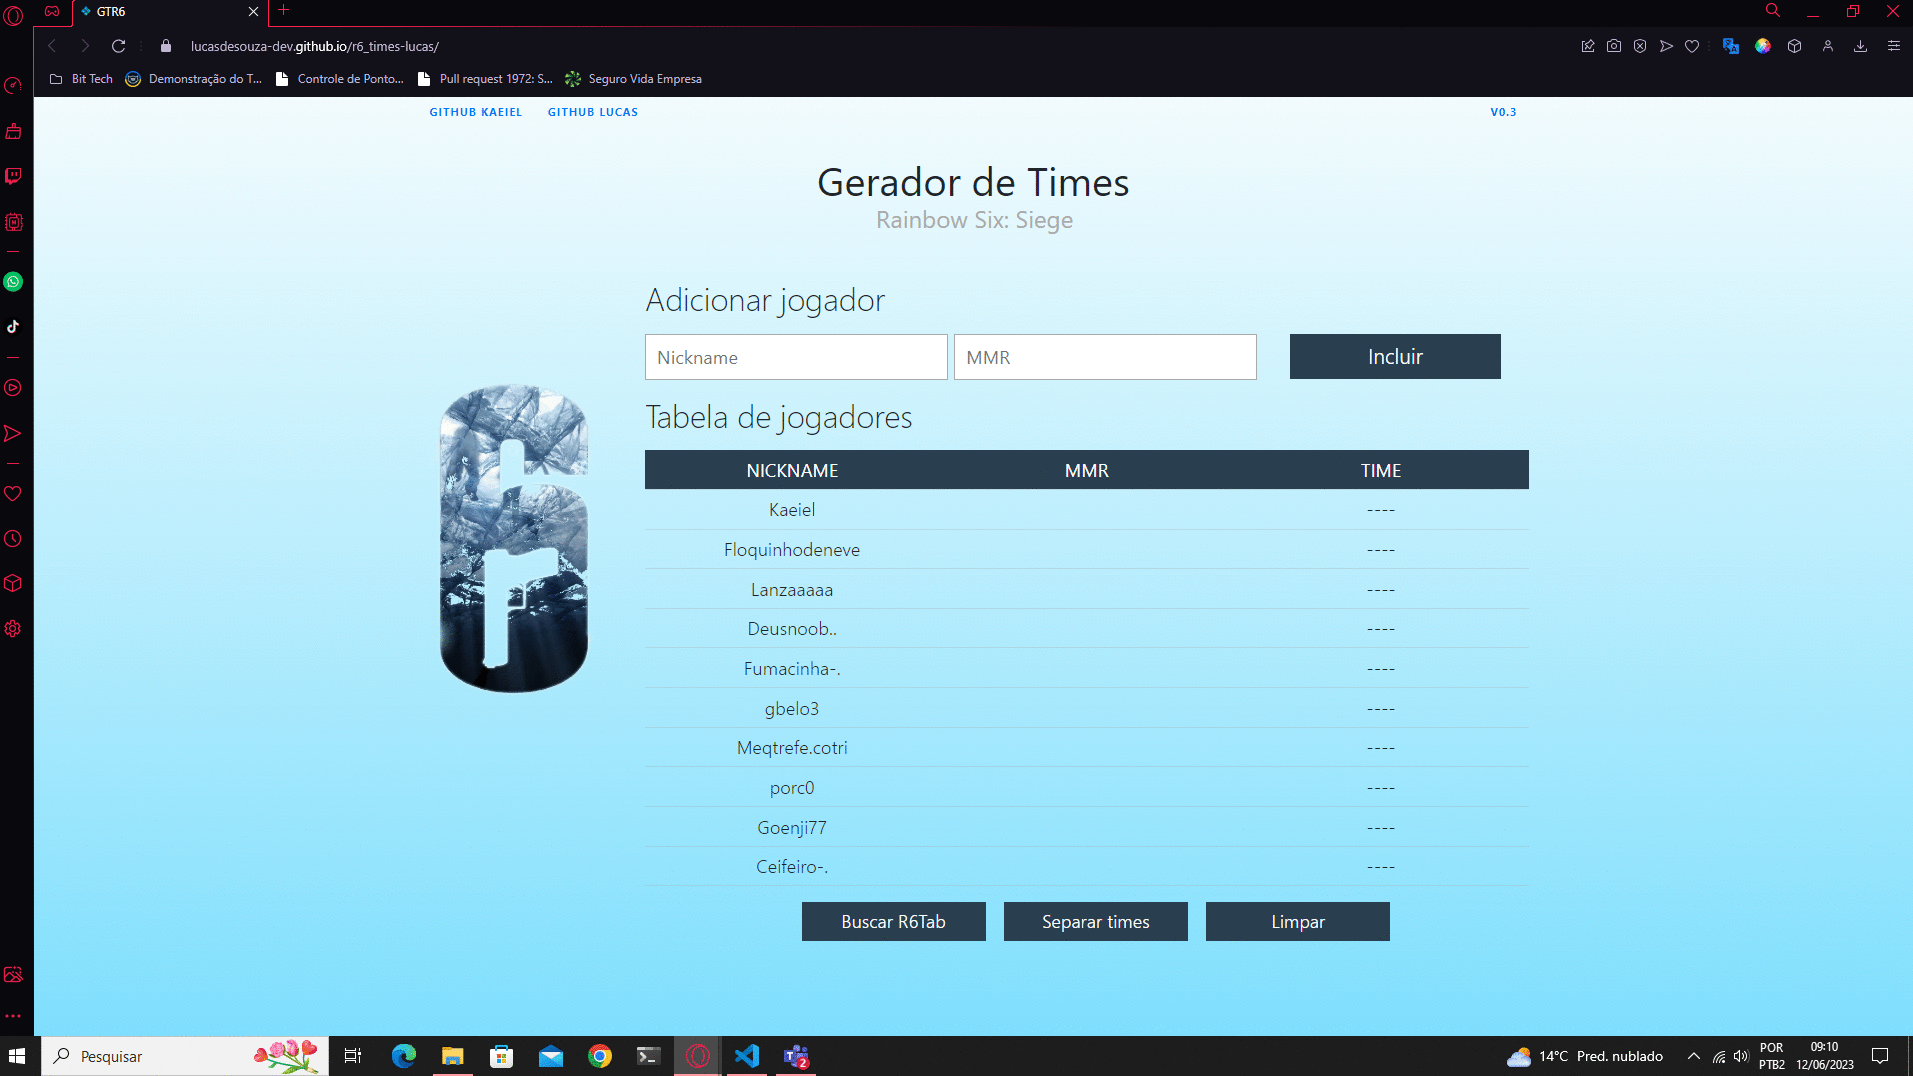 GTR6
lucasdesouza-dev.github.io/r6_times-lucas/
Bit Tech Demonstração do T... Controle de Ponto... Pull request 1972: S... Seguro Vida Empresa
GITHUB KAEIEL GITHUB LUCAS V0.3
Gerador de Times
Rainbow Six: Siege
Adicionar jogador
Nickname MMR Incluir
Tabela de jogadores
NICKNAME MMR TIME
Kaeiel ----
Floquinhodeneve ----
Lanzaaaaa ----
Deusnoob.. ----
Fumacinha-. ----
gbelo3 ----
Meqtrefe.cotri ----
porc0 ----
Goenji77 ----
Ceifeiro-. ----
Buscar R6Tab Separar times Limpar
Pesquisar 2 14°C Pred. nublado POR 09:10
PTB2 12/06/2023